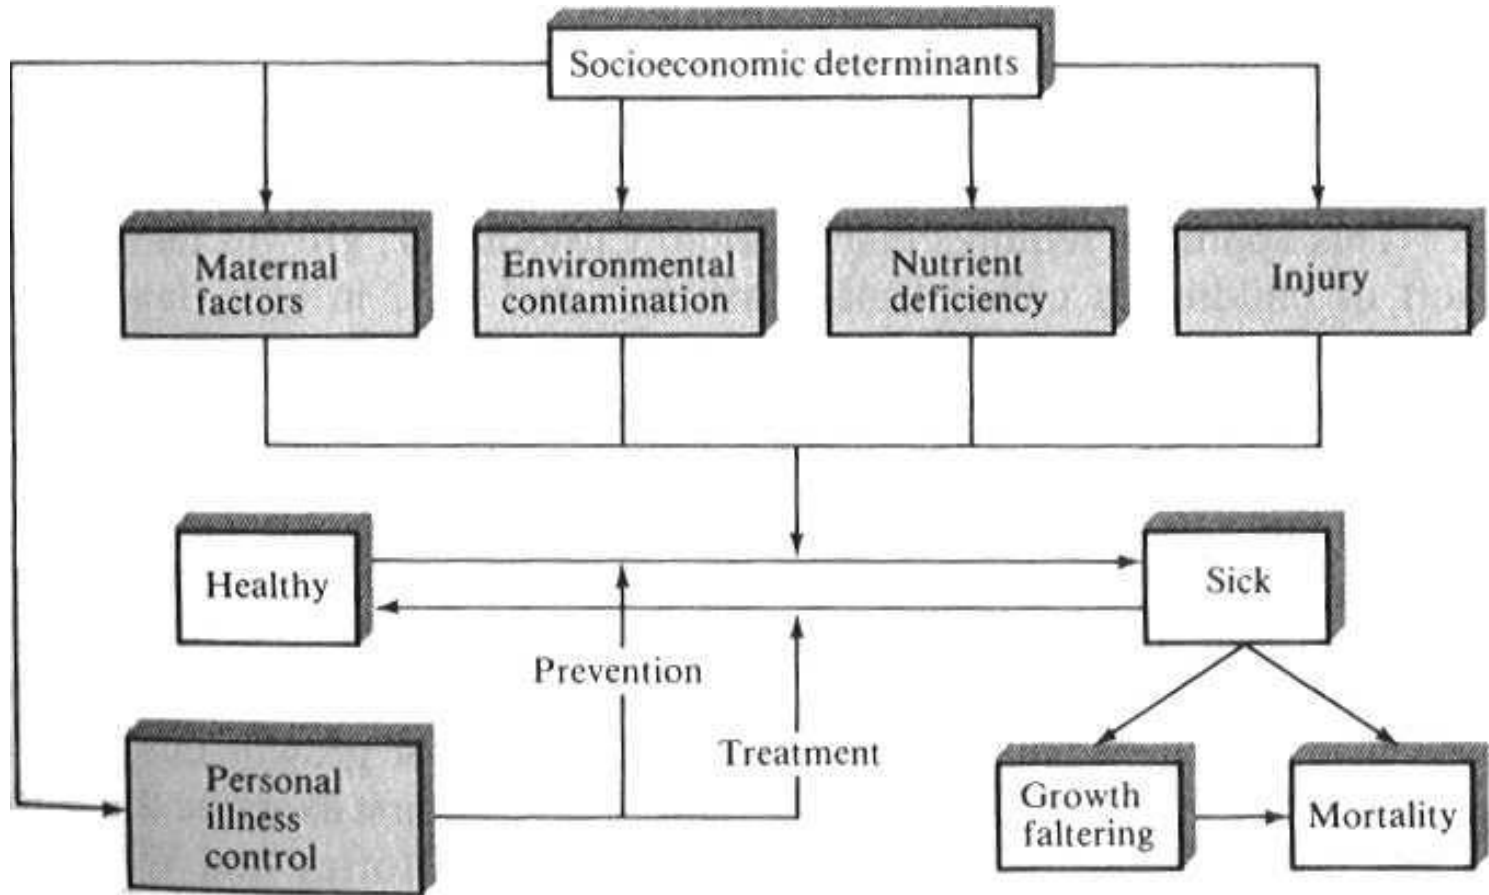 Socioeconomic determinants
Maternal
factors
Environmental
contamination
Nutrient
deficiency
Injury
Healthy
Sick
Prevention
Treatment
Personal
illness
control
Growth
faltering
Mortality